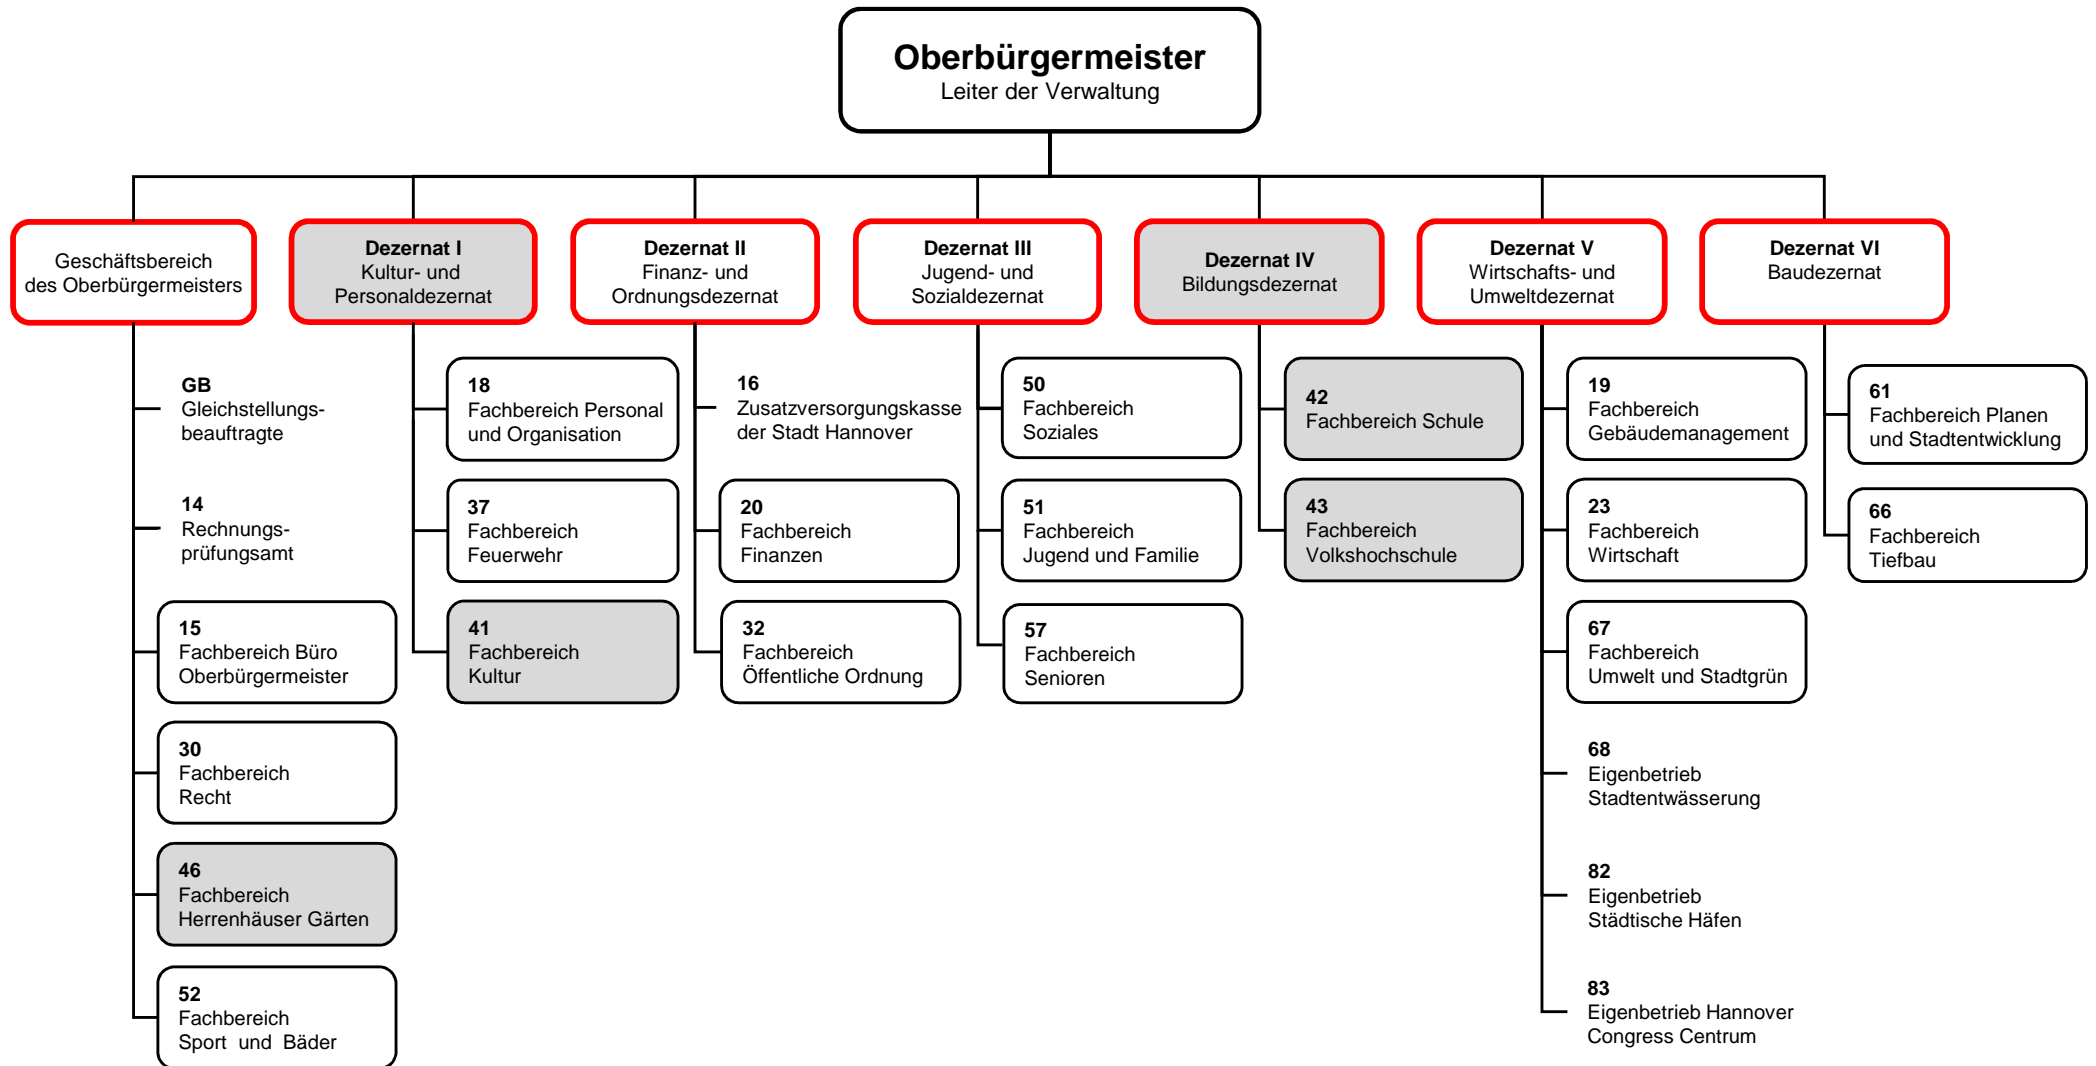 Oberbürgermeister
Leiter der Verwaltung
Geschäftsbereich
des Oberbürgermeisters
GB
Gleichstellungs-
beauftragte
14
Rechnungs-
prüfungsamt
15
Fachbereich Büro
Oberbürgermeister
30
Fachbereich
Recht
46
Fachbereich
Herrenhäuser Gärten
52
Fachbereich
Sport und Bäder
Dezernat I
Kultur- und
Personaldezernat
18
Fachbereich Personal
und Organisation
37
Fachbereich
Feuerwehr
41
Fachbereich
Kultur
Dezernat II
Finanz- und
Ordnungsdezernat
16
Zusatzversorgungskasse
der Stadt Hannover
20
Fachbereich
Finanzen
32
Fachbereich
Öffentliche Ordnung
Dezernat III
Jugend- und
Sozialdezernat
50
Fachbereich
Soziales
51
Fachbereich
Jugend und Familie
57
Fachbereich
Senioren
Dezernat IV
Bildungsdezernat
42
Fachbereich Schule
43
Fachbereich
Volkshochschule
Dezernat V
Wirtschafts- und
Umweltdezernat
19
Fachbereich
Gebäudemanagement
23
Fachbereich
Wirtschaft
67
Fachbereich
Umwelt und Stadtgrün
68
Eigenbetrieb
Stadtentwässerung
82
Eigenbetrieb
Städtische Häfen
83
Eigenbetrieb Hannover
Congress Centrum
Dezernat VI
Baudezernat
61
Fachbereich Planen
und Stadtentwicklung
66
Fachbereich
Tiefbau